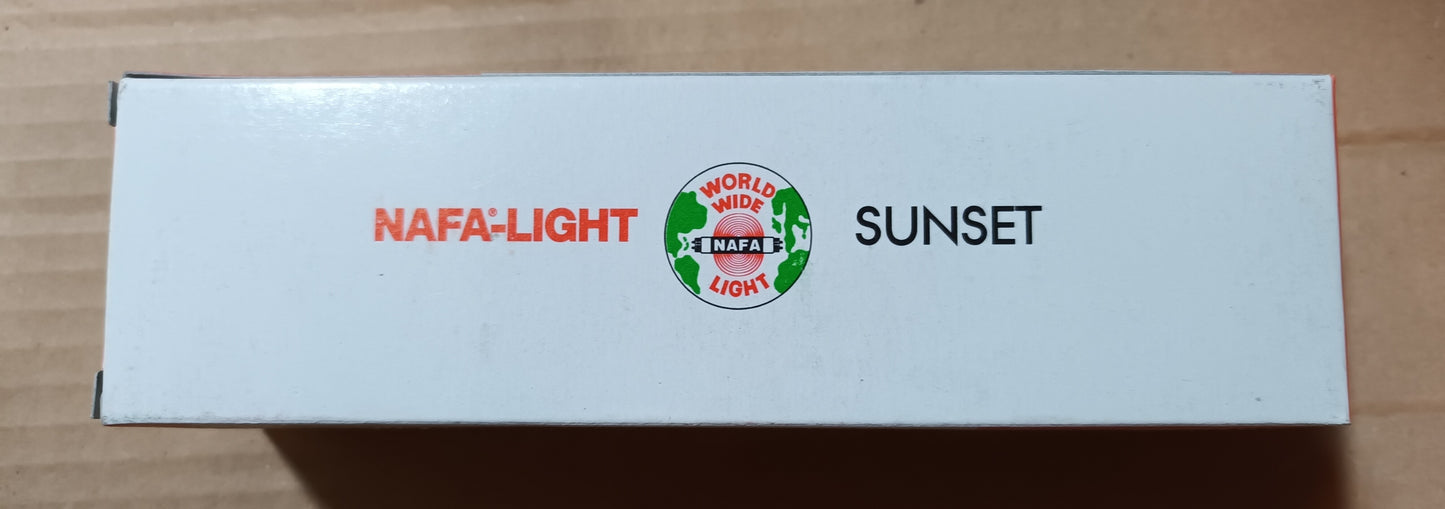 NAFA®-LIGHT
WORLD
WIDE
NAFA
LIGHT
SUNSET